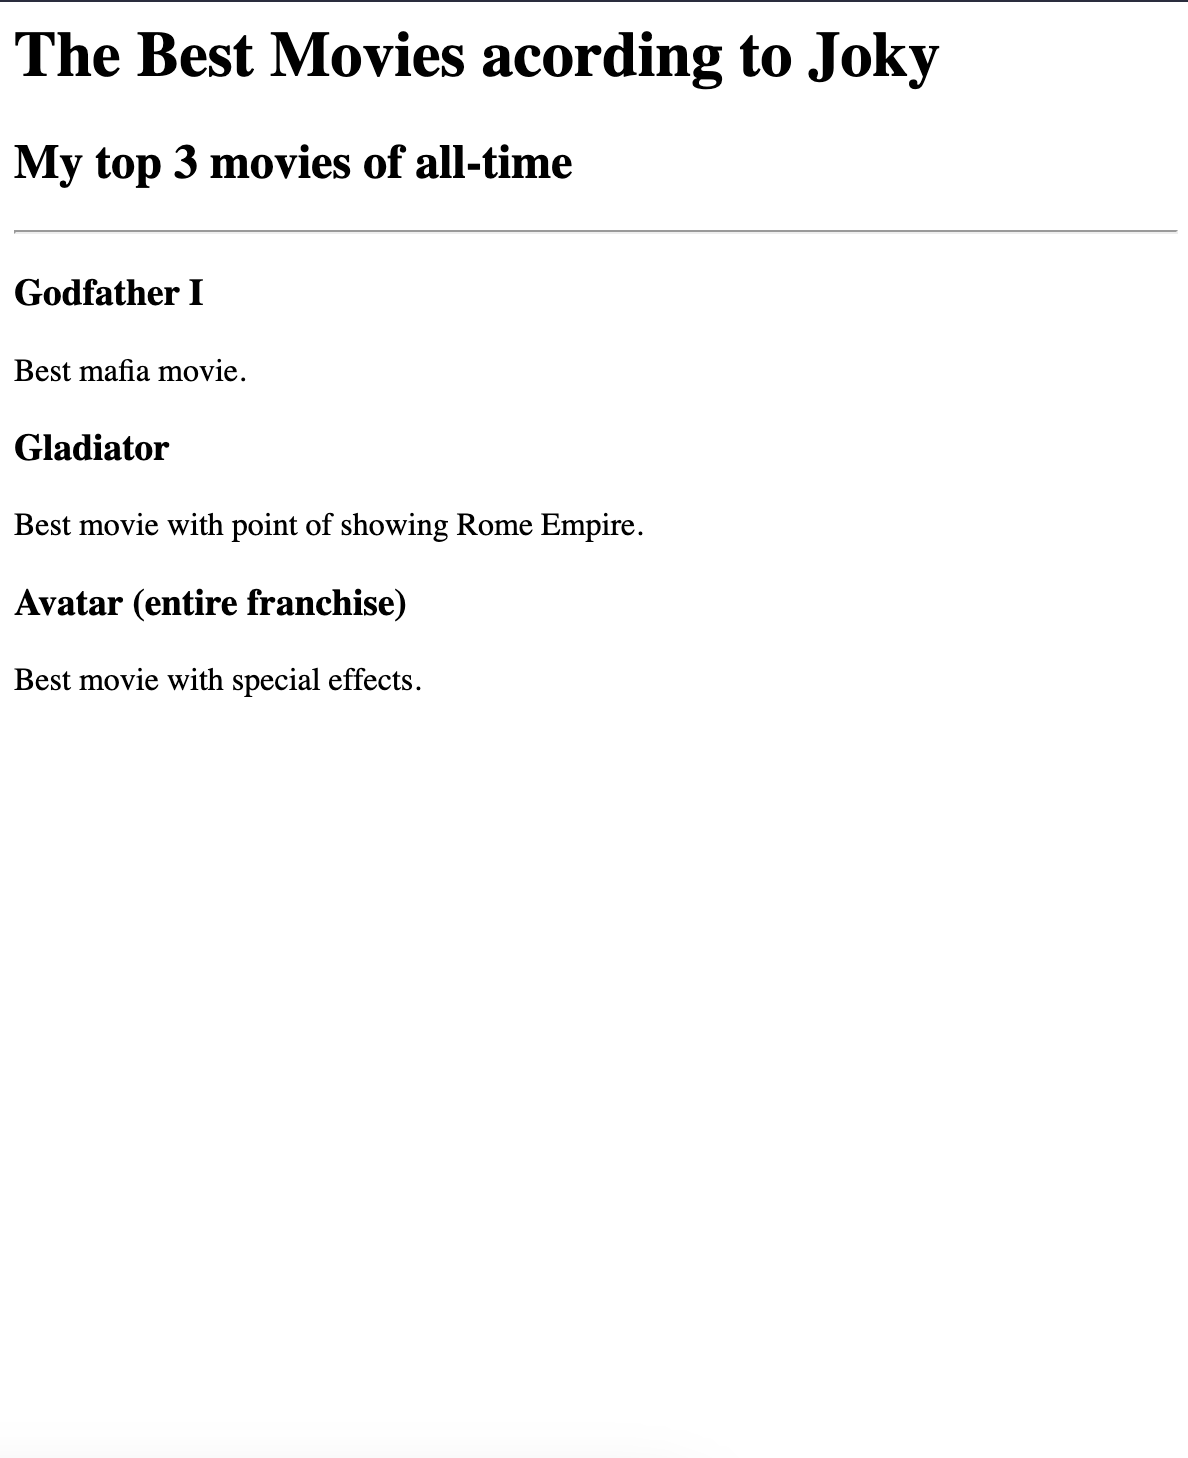 The Best Movies acording to Joky
My top 3 movies of all-time
Godfather I
Best mafia movie.
Gladiator
Best movie with point of showing Rome Empire.
Avatar (entire franchise)
Best movie with special effects.